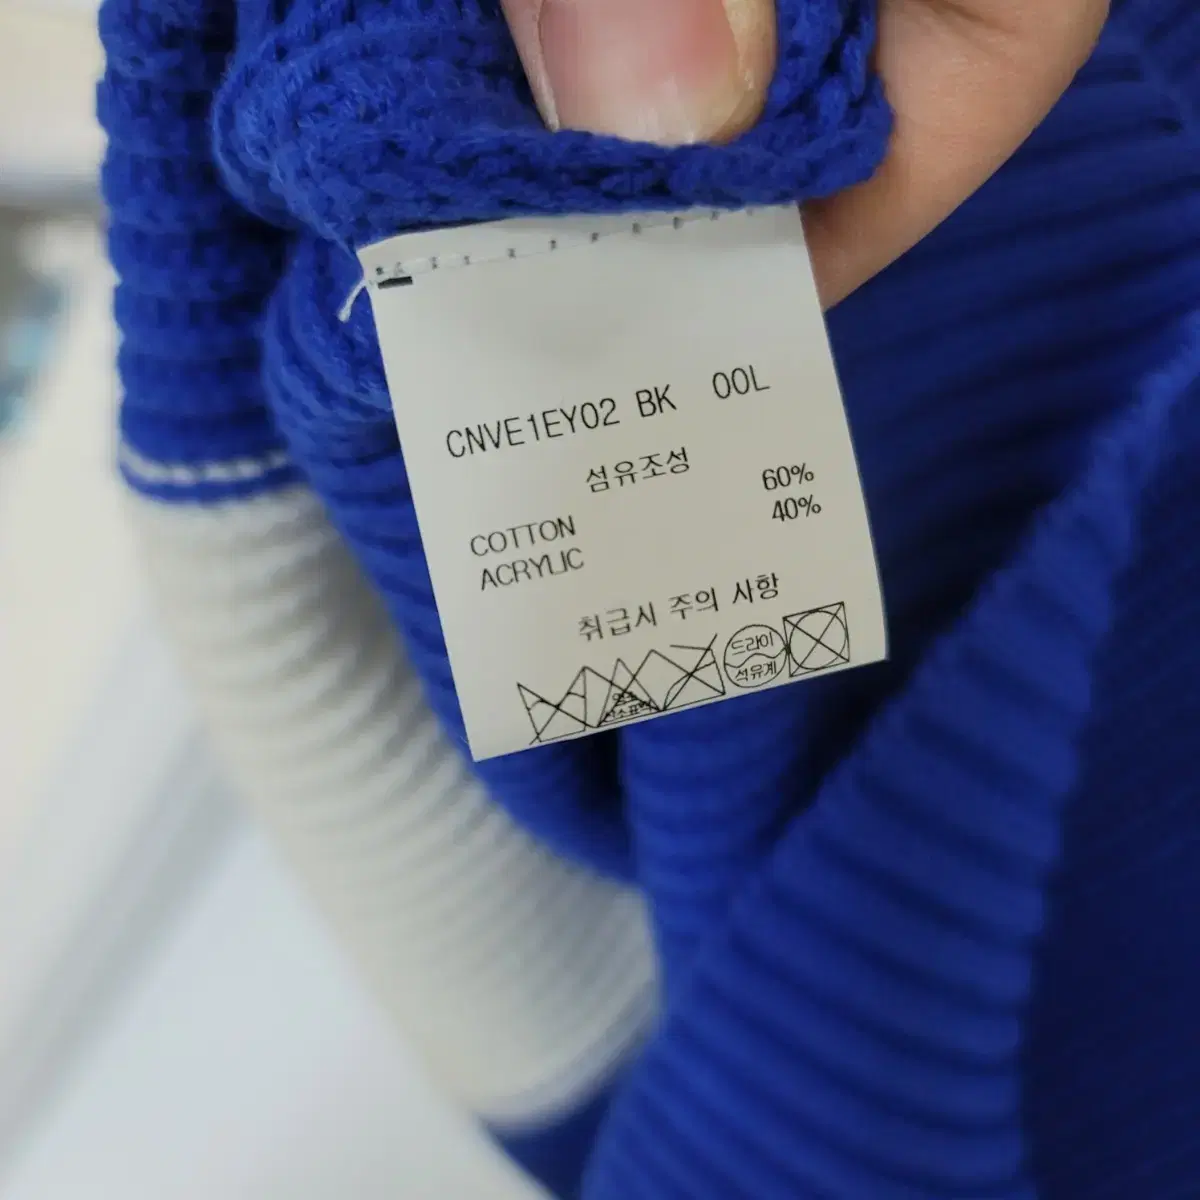 CNVE1EY02 BK 00L
섬유조성
COTTON 60%
ACRYLIC 40%
취급시 주의 사항
드라이
석유계